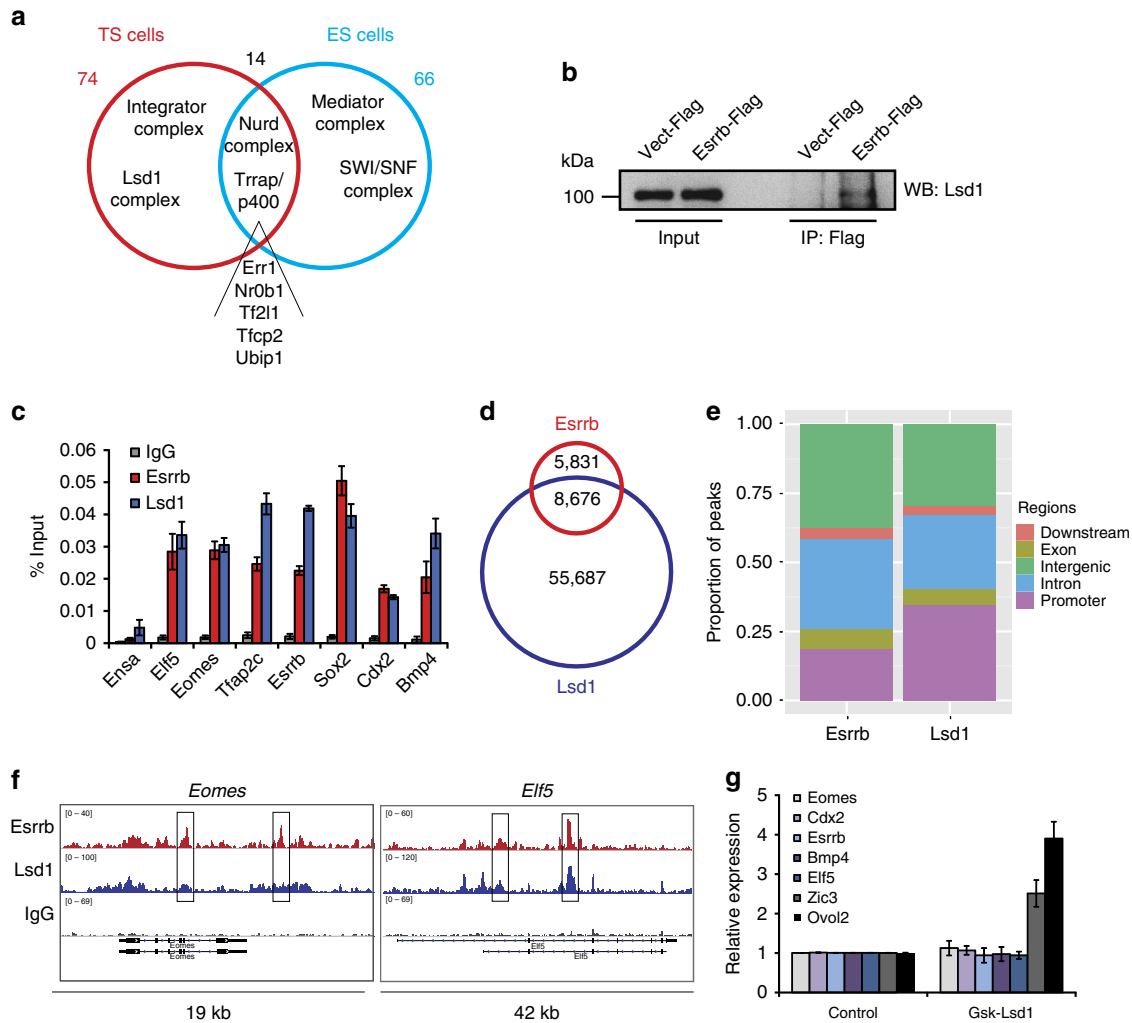 a
TS cells
ES cells
14
74
66
Integrator
complex
Lsd1
complex
Nurd
complex
Trrap/
p400
Mediator
complex
SWI/SNF
complex
Err1
Nr0b1
Tf2l1
Tfcp2
Ubip1
b
Vect-Flag
Esrrb-Flag
Vect-Flag
Esrrb-Flag
kDa
100
WB: Lsd1
Input
IP: Flag
c
% Input
0.06
0.05
0.04
0.03
0.02
0.01
0
IgG
Esrrb
Lsd1
Ensa
Elf5
Eomes
Tfap2c
Esrrb
Sox2
Cdx2
Bmp4
d
Esrrb
5,831
8,676
55,687
Lsd1
e
Proportion of peaks
1.00
0.75
0.50
0.25
0.00
Esrrb
Lsd1
Regions
Downstream
Exon
Intergenic
Intron
Promoter
f
Eomes
Elf5
Esrrb
[0 – 40]
[0 – 60]
Lsd1
[0 – 100]
[0 – 120]
IgG
[0 – 69]
[0 – 69]
Eomes
Eomes
Elf5
Elf5
19 kb
42 kb
g
Relative expression
5
4
3
2
1
0
Eomes
Cdx2
Esrrb
Bmp4
Elf5
Zic3
Ovol2
Control
Gsk-Lsd1